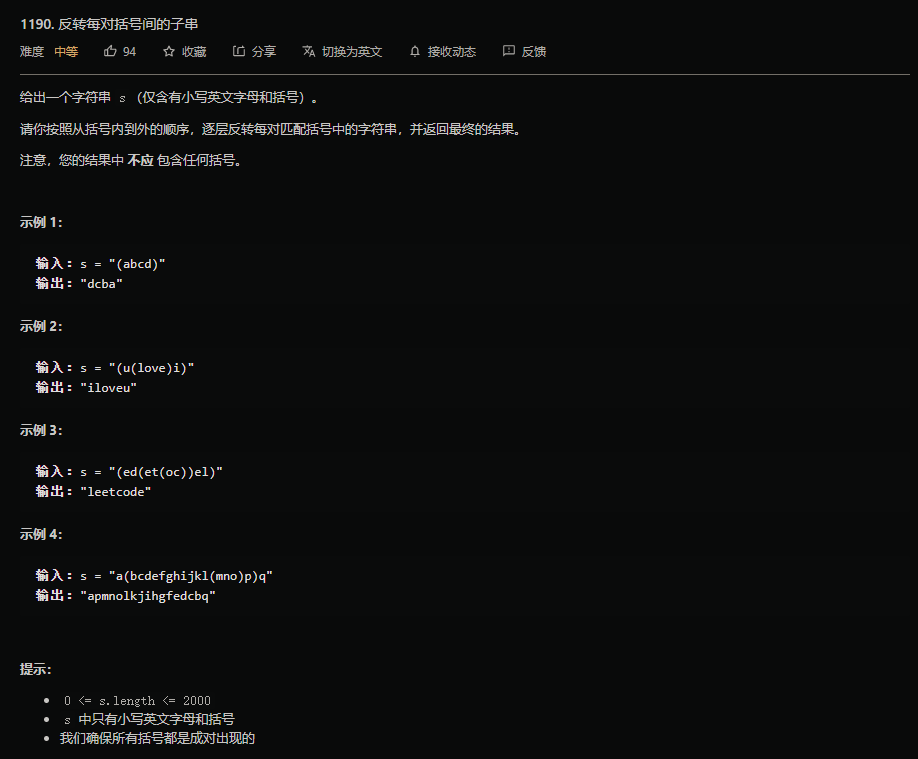 1190. 反转每对括号间的子串
难度 中等 94 收藏 分享 切换为英文 接收动态 反馈
给出一个字符串 s （仅含有小写英文字母和括号）。
请你按照从括号内到外的顺序，逐层反转每对匹配括号中的字符串，并返回最终的结果。
注意，您的结果中 不应 包含任何括号。
示例 1：
输入：s = "(abcd)"
输出："dcba"
示例 2：
输入：s = "(u(love)i)"
输出："iloveu"
示例 3：
输入：s = "(ed(et(oc))el)"
输出："leetcode"
示例 4：
输入：s = "a(bcdefghijkl(mno)p)q"
输出："apmnolkjihgfedcbq"
提示：
• 0 <= s.length <= 2000
• s 中只有小写英文字母和括号
• 我们确保所有括号都是成对出现的